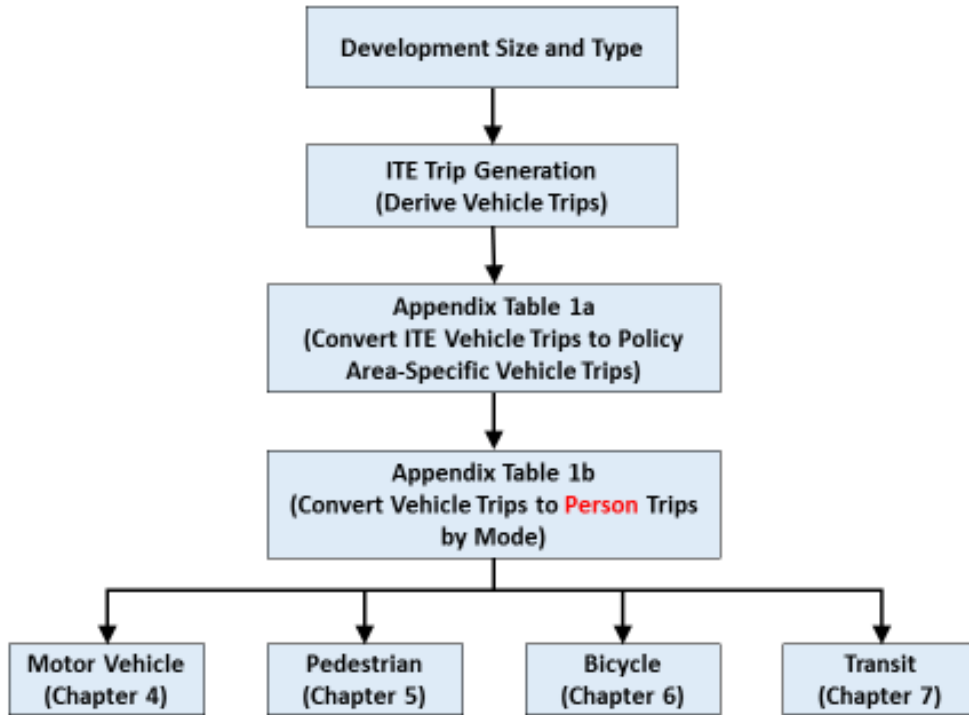 Development Size and Type
ITE Trip Generation
(Derive Vehicle Trips)
Appendix Table 1a
(Convert ITE Vehicle Trips to Policy
Area-Specific Vehicle Trips)
Appendix Table 1b
(Convert Vehicle Trips to Person Trips
by Mode)
Motor Vehicle
(Chapter 4)
Pedestrian
(Chapter 5)
Bicycle
(Chapter 6)
Transit
(Chapter 7)